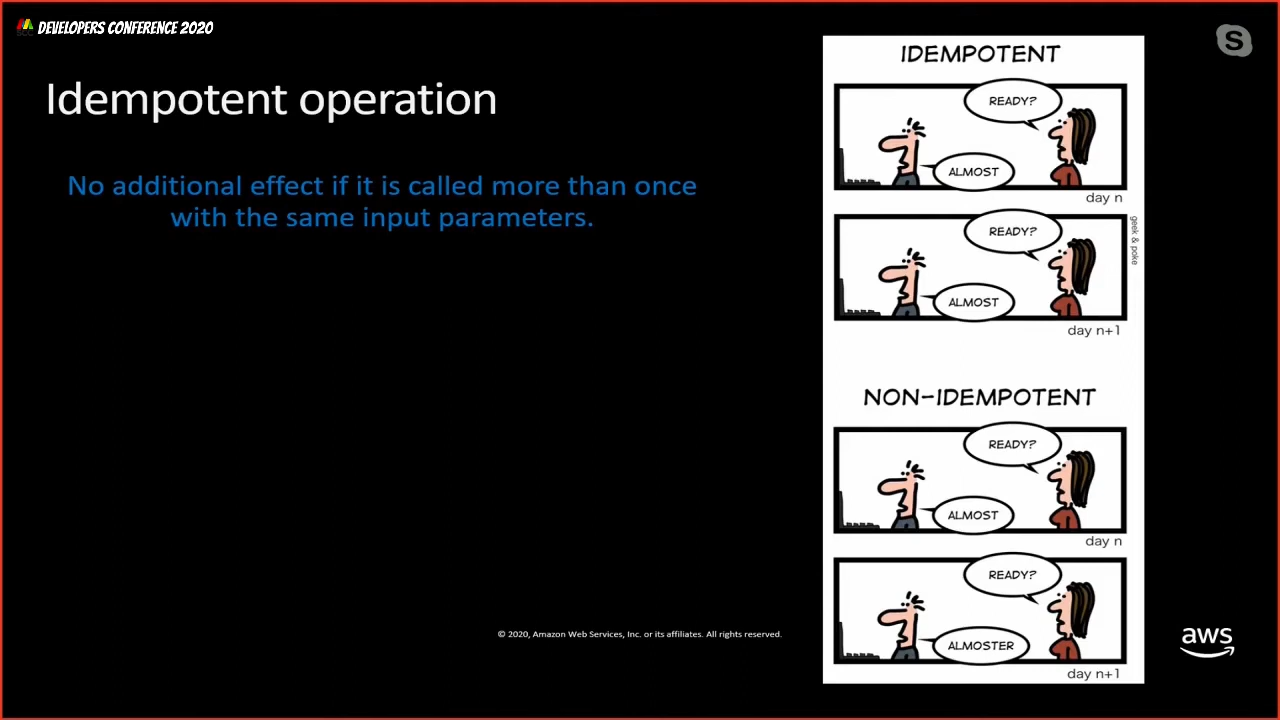 DEVELOPERS CONFERENCE 2020
S
Idempotent operation
No additional effect if it is called more than once
with the same input parameters.
IDEMPOTENT
READY?
ALMOST
day n
READY?
ALMOST
day n+1
geek & poke
NON-IDEMPOTENT
READY?
ALMOST
day n
READY?
ALMOSTER
day n+1
© 2020, Amazon Web Services, Inc. or its affiliates. All rights reserved.
aws